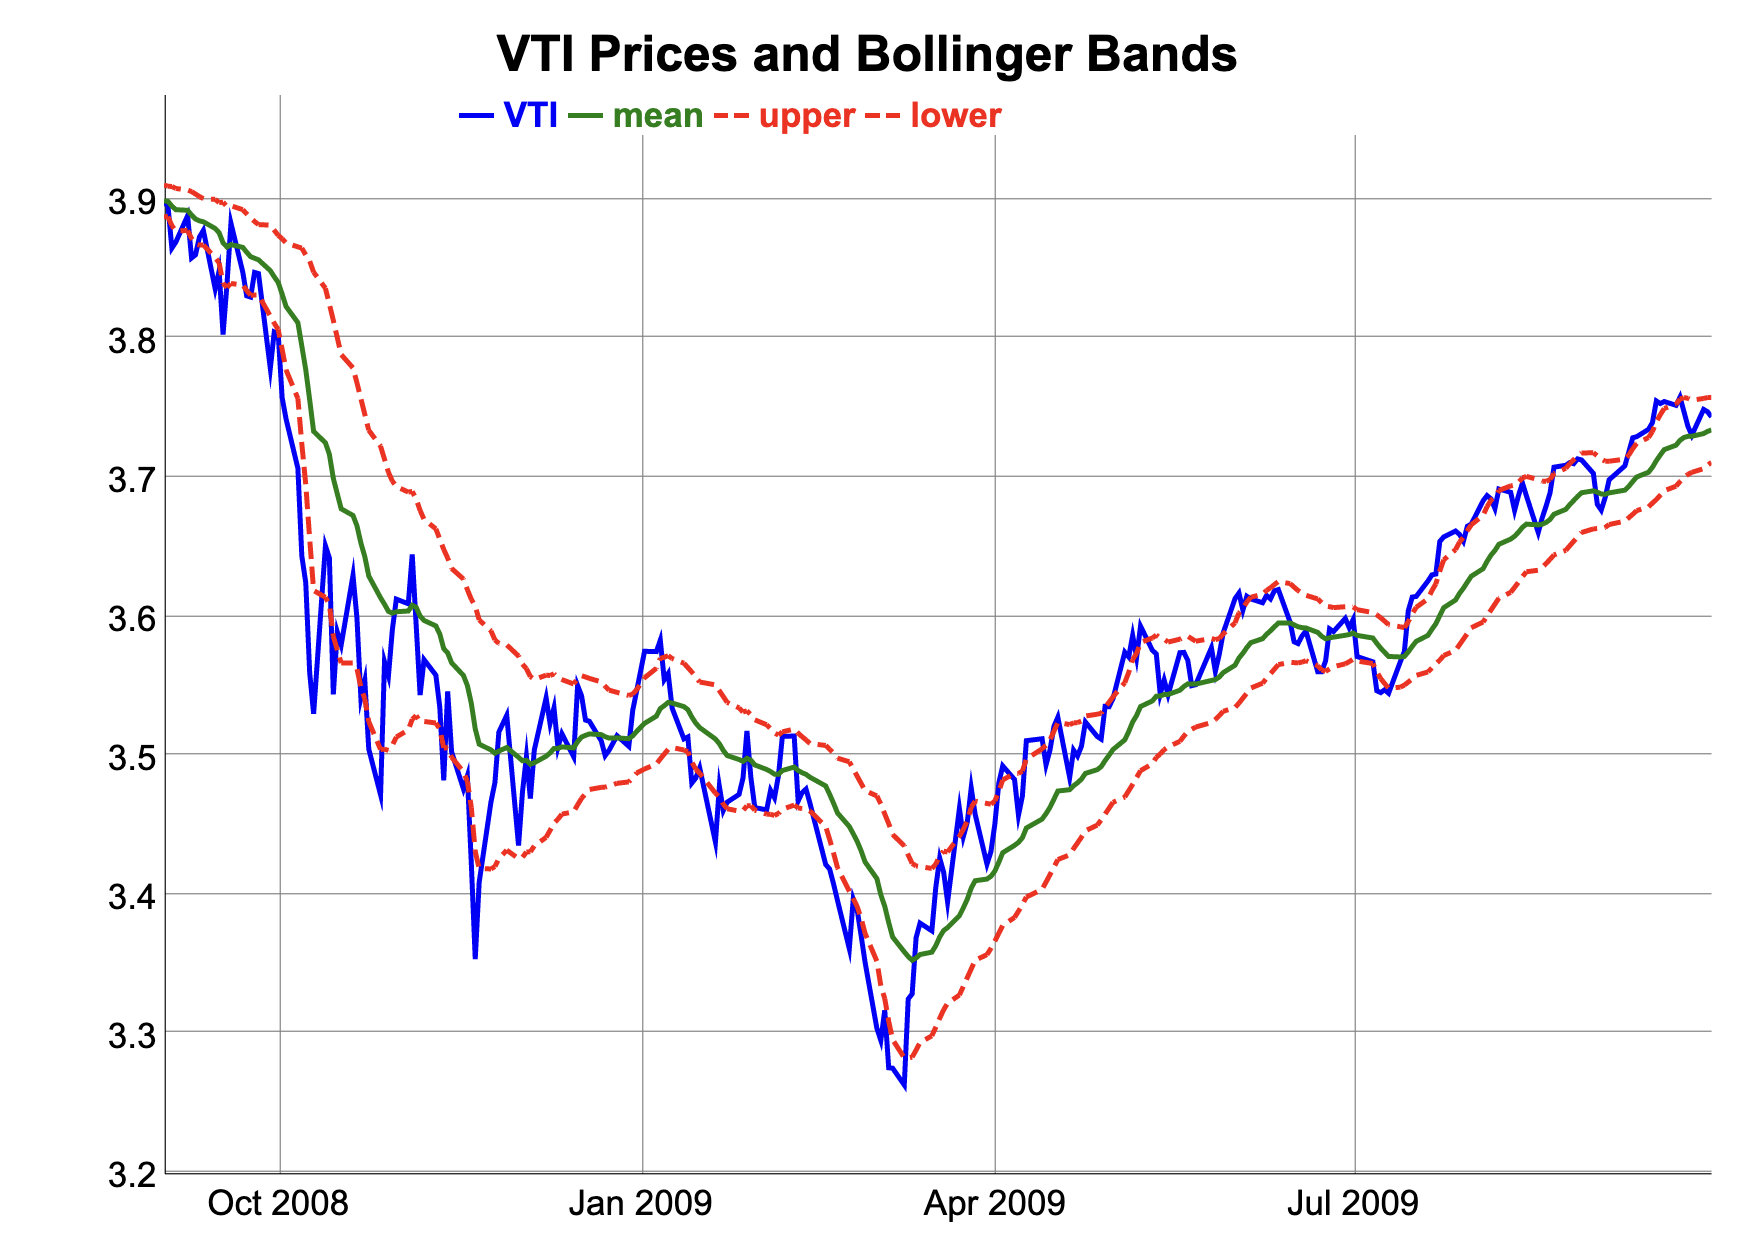 VTI Prices and Bollinger Bands
VTI mean upper lower
3.9
3.8
3.7
3.6
3.5
3.4
3.3
3.2
Oct 2008 Jan 2009 Apr 2009 Jul 2009